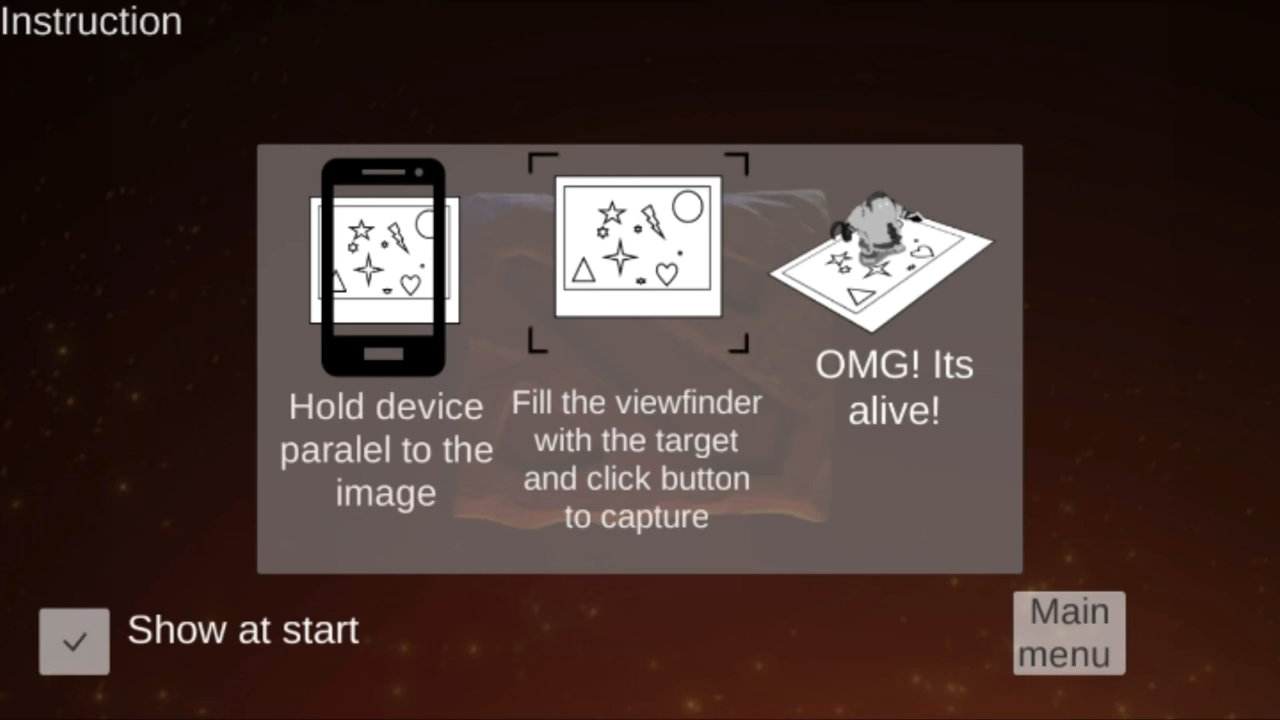 Instruction
Hold device
paralel to the
image
Fill the viewfinder
with the target
and click button
to capture
OMG! Its
alive!
Show at start
Main
menu